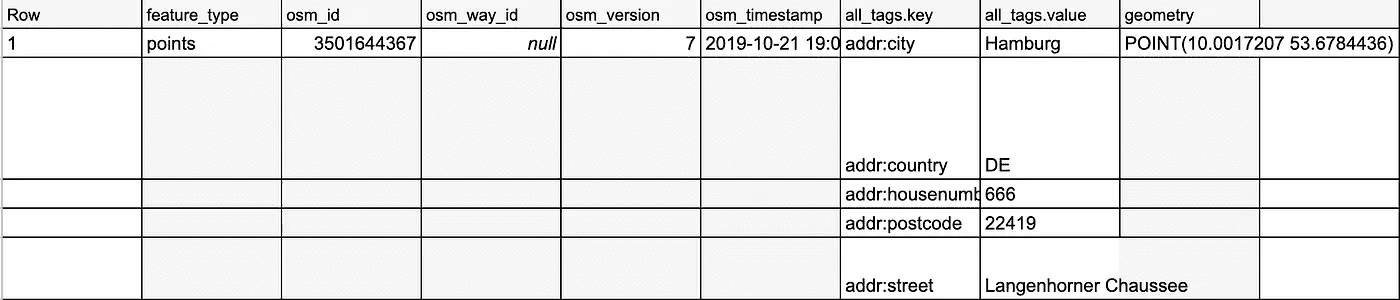 Row feature_type osm_id osm_way_id osm_version osm_timestamp all_tags.key all_tags.value geometry
1 points 3501644367 null 7 2019-10-21 19:0 addr:city Hamburg POINT(10.0017207 53.6784436)
addr:country DE
addr:housenumb 666
addr:postcode 22419
addr:street Langenhorner Chaussee